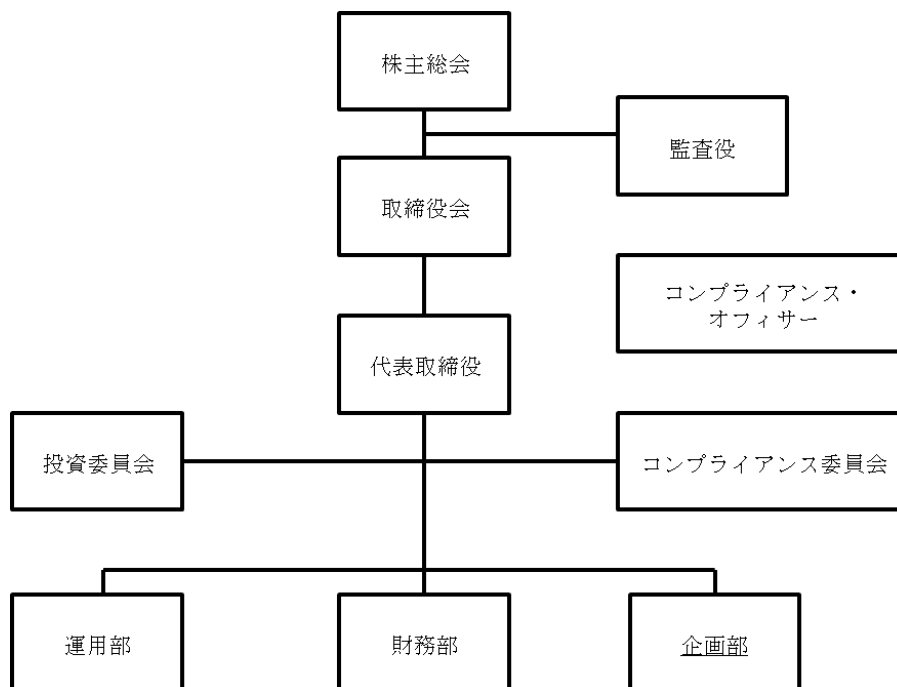 株主総会
監査役
取締役会
コンプライアンス・
オフィサー
代表取締役
投資委員会
コンプライアンス委員会
運用部
財務部
企画部